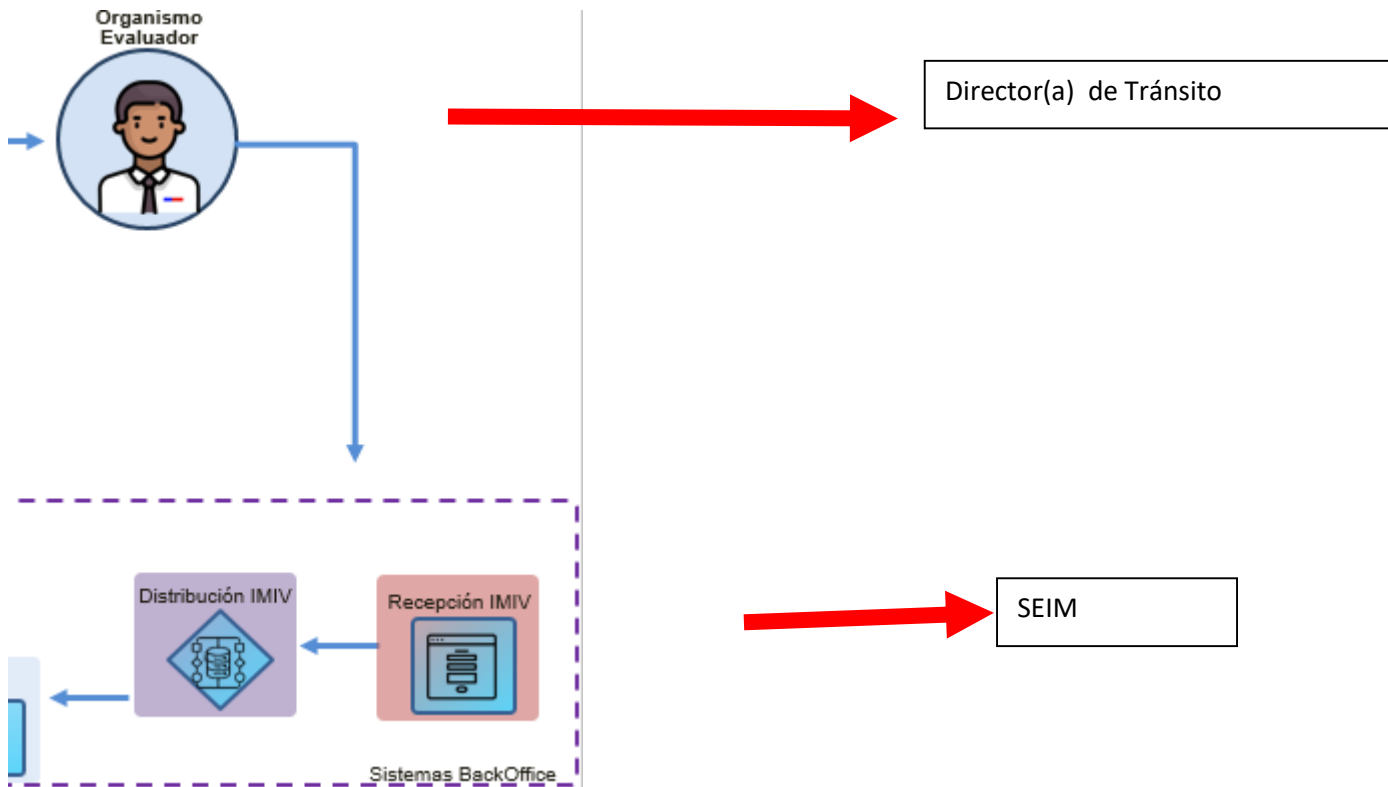 Organismo
Evaluador
Director(a) de Tránsito
SEIM
Distribución IMIV
Recepción IMIV
Sistemas BackOffice